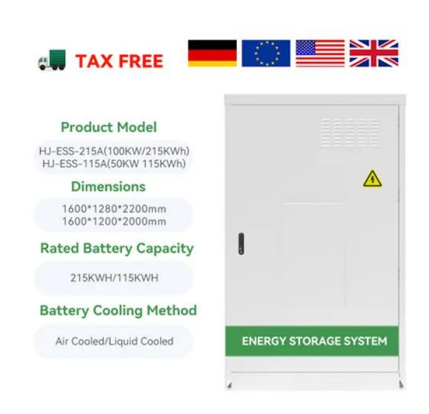 TAX FREE
Product Model
HJ-ESS-215A(100KW/215KWh)
HJ-ESS-115A(50KW 115KWh)
Dimensions
1600*1280*2200mm
1600*1200*2000mm
Rated Battery Capacity
215KWH/115KWH
Battery Cooling Method
Air Cooled/Liquid Cooled
ENERGY STORAGE SYSTEM